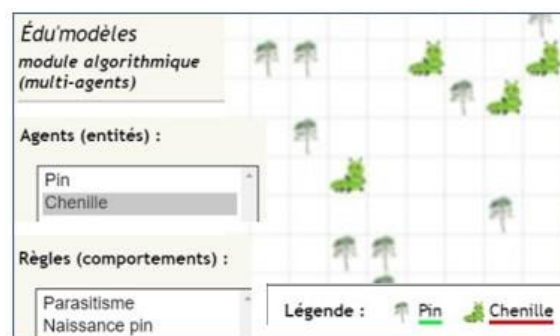 Édu'modèles
module algorithmique
(multi-agents)
Agents (entités) :
Pin
Chenille
Règles (comportements) :
Parasitisme
Naissance pin
Légende : Pin Chenille